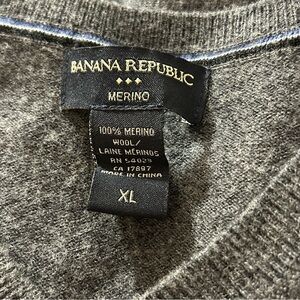 BANANA REPUBLIC
MERINO
100% MERINO
WOOL/
LAINE MÉRINOS
RN 54023
CA 17897
MADE IN CHINA
XL